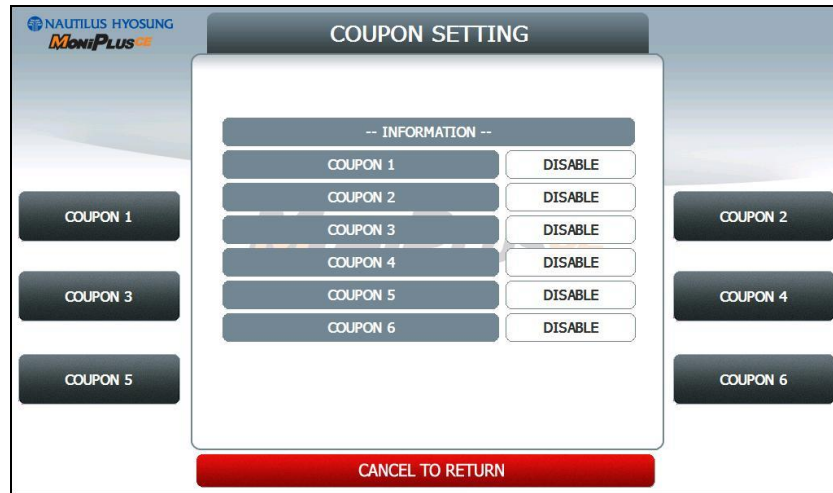 NAUTILUS HYOSUNG
MoniPlusCE
COUPON SETTING
-- INFORMATION --
COUPON 1 DISABLE
COUPON 2 DISABLE
COUPON 3 DISABLE
COUPON 4 DISABLE
COUPON 5 DISABLE
COUPON 6 DISABLE
COUPON 1
COUPON 2
COUPON 3
COUPON 4
COUPON 5
COUPON 6
CANCEL TO RETURN